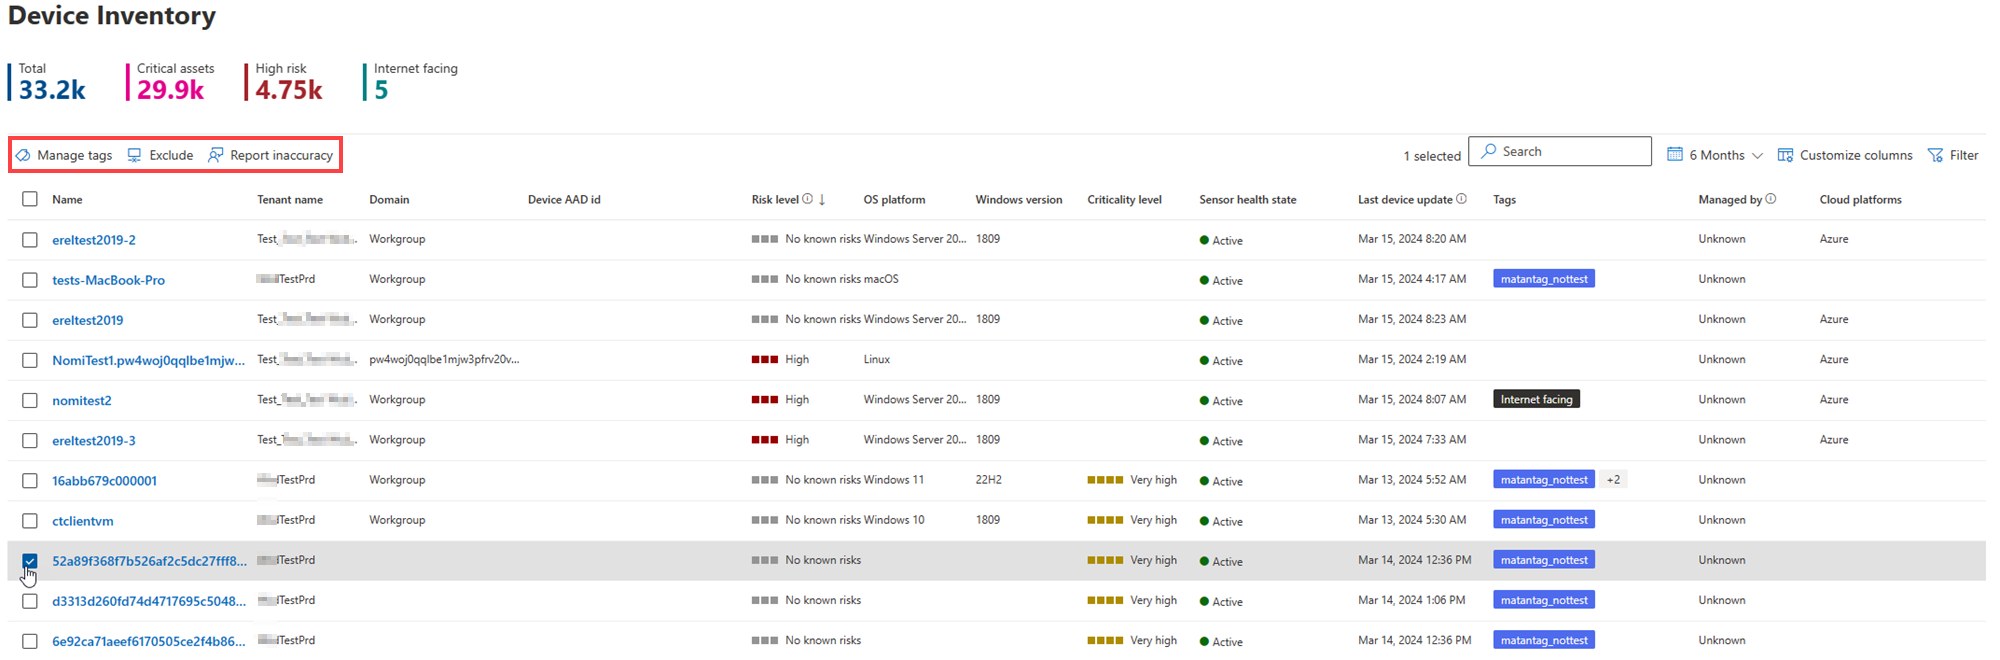 Device Inventory
Total Critical assets High risk Internet facing
33.2k 29.9k 4.75k 5
Manage tags Exclude Report inaccuracy 1 selected Search 6 Months Customize columns Filter
Name Tenant name Domain Device AAD id Risk level OS platform Windows version Criticality level Sensor health state Last device update Tags Managed by Cloud platforms
ereltest2019-2 Test_ Workgroup No known risks Windows Server 20... 1809 Active Mar 15, 2024 8:20 AM Unknown Azure
tests-MacBook-Pro TestPrd No known risks macOS Active Mar 15, 2024 4:17 AM matantag_nottest Unknown
ereltest2019 Test_ Workgroup No known risks Windows Server 20... 1809 Active Mar 15, 2024 8:23 AM Unknown Azure
NomiTest1.pw4woj0qqlbe1mjw... Test_ pw4woj0qqlbe1mjw3pfrv20v... High Linux Active Mar 15, 2024 2:19 AM Unknown Azure
nomitest2 Test_ Workgroup High Windows Server 20... 1809 Active Mar 15, 2024 8:07 AM Internet facing Unknown Azure
ereltest2019-3 Test_ Workgroup High Windows Server 20... 1809 Active Mar 15, 2024 7:33 AM Unknown Azure
16abb679c000001 TestPrd Workgroup No known risks Windows 11 22H2 Very high Active Mar 13, 2024 5:52 AM matantag_nottest +2 Unknown
ctclientvm TestPrd Workgroup No known risks Windows 10 1809 Very high Active Mar 13, 2024 5:30 AM matantag_nottest Unknown
52a89f368f7b526af2c5dc27fff8... TestPrd No known risks Very high Active Mar 14, 2024 12:36 PM matantag_nottest Unknown
d3313d260fd74d4717695c5048... TestPrd No known risks Very high Active Mar 14, 2024 1:06 PM matantag_nottest Unknown
6e92ca71aeef6170505ce2f4b86... TestPrd No known risks Very high Active Mar 14, 2024 12:36 PM matantag_nottest Unknown